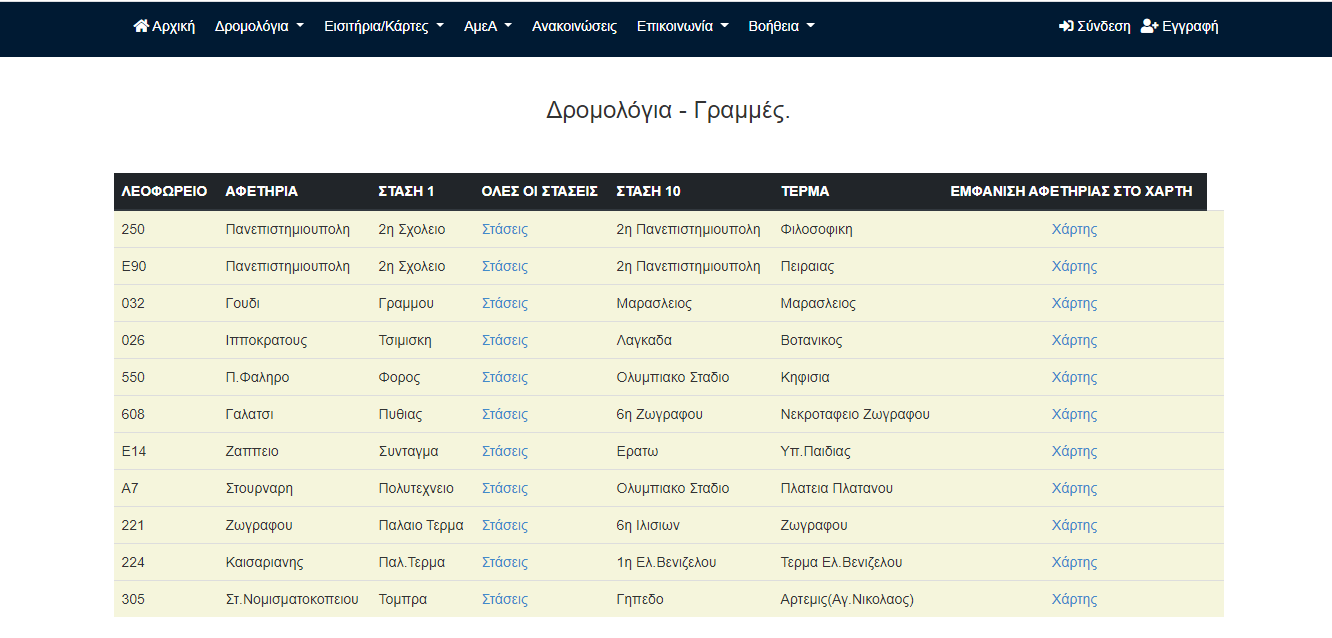 Αρχική Δρομολόγια Εισιτήρια/Κάρτες ΑμεΑ Ανακοινώσεις Επικοινωνία Βοήθεια Σύνδεση Εγγραφή
Δρομολόγια - Γραμμές.
ΛΕΟΦΩΡΕΙΟ ΑΦΕΤΗΡΙΑ ΣΤΑΣΗ 1 ΟΛΕΣ ΟΙ ΣΤΑΣΕΙΣ ΣΤΑΣΗ 10 ΤΕΡΜΑ ΕΜΦΑΝΙΣΗ ΑΦΕΤΗΡΙΑΣ ΣΤΟ ΧΑΡΤΗ
250 Πανεπιστημιουπολη 2η Σχολειο Στάσεις 2η Πανεπιστημιουπολη Φιλοσοφικη Χάρτης
Ε90 Πανεπιστημιουπολη 2η Σχολειο Στάσεις 2η Πανεπιστημιουπολη Πειραιας Χάρτης
032 Γουδι Γραμμου Στάσεις Μαρασλειος Μαρασλειος Χάρτης
026 Ιπποκρατους Τσιμισκη Στάσεις Λαγκαδα Βοτανικος Χάρτης
550 Π.Φαληρο Φορος Στάσεις Ολυμπιακο Σταδιο Κηφισια Χάρτης
608 Γαλατσι Πυθιας Στάσεις 6η Ζωγραφου Νεκροταφειο Ζωγραφου Χάρτης
Ε14 Ζαππειο Συνταγμα Στάσεις Ερατω Υπ.Παιδιας Χάρτης
Α7 Στουρναρη Πολυτεχνειο Στάσεις Ολυμπιακο Σταδιο Πλατεια Πλατανου Χάρτης
221 Ζωγραφου Παλαιο Τερμα Στάσεις 6η Ιλισιων Ζωγραφου Χάρτης
224 Καισαριανης Παλ.Τερμα Στάσεις 1η Ελ.Βενιζελου Τερμα Ελ.Βενιζελου Χάρτης
305 Στ.Νομισματοκοπειου Τομπρα Στάσεις Γηπεδο Αρτεμις(Αγ.Νικολαος) Χάρτης